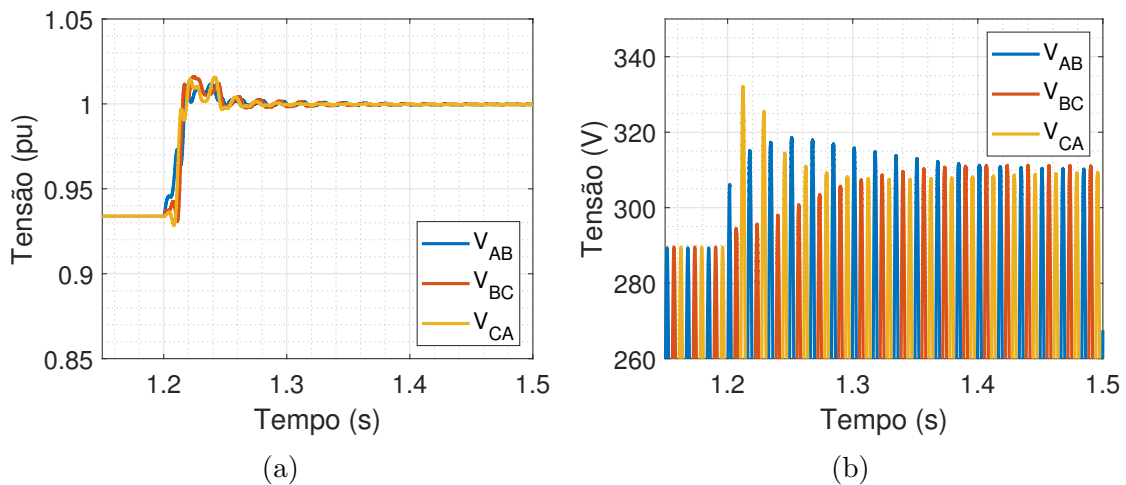 1.05
1
0.95
0.9
0.85
Tensão (pu)
1.2
1.3
1.4
1.5
Tempo (s)
V_AB
V_BC
V_CA
(a)
340
320
300
280
260
Tensão (V)
1.2
1.3
1.4
1.5
Tempo (s)
V_AB
V_BC
V_CA
(b)